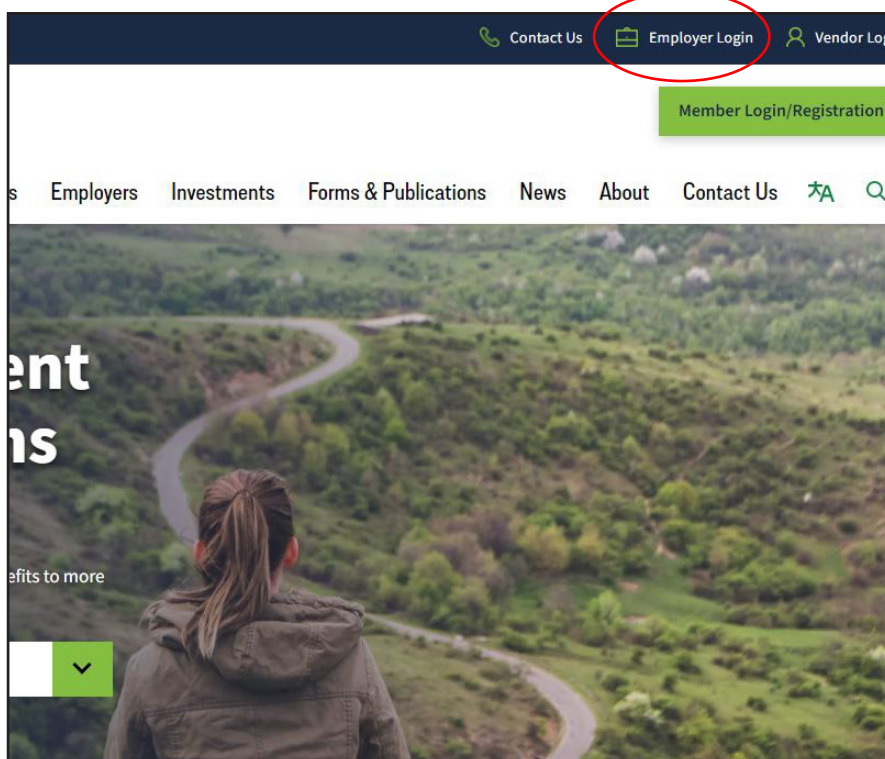 Contact Us Employer Login Vendor Log
Member Login/Registration
s Employers Investments Forms & Publications News About Contact Us
ent
ns
efits to more